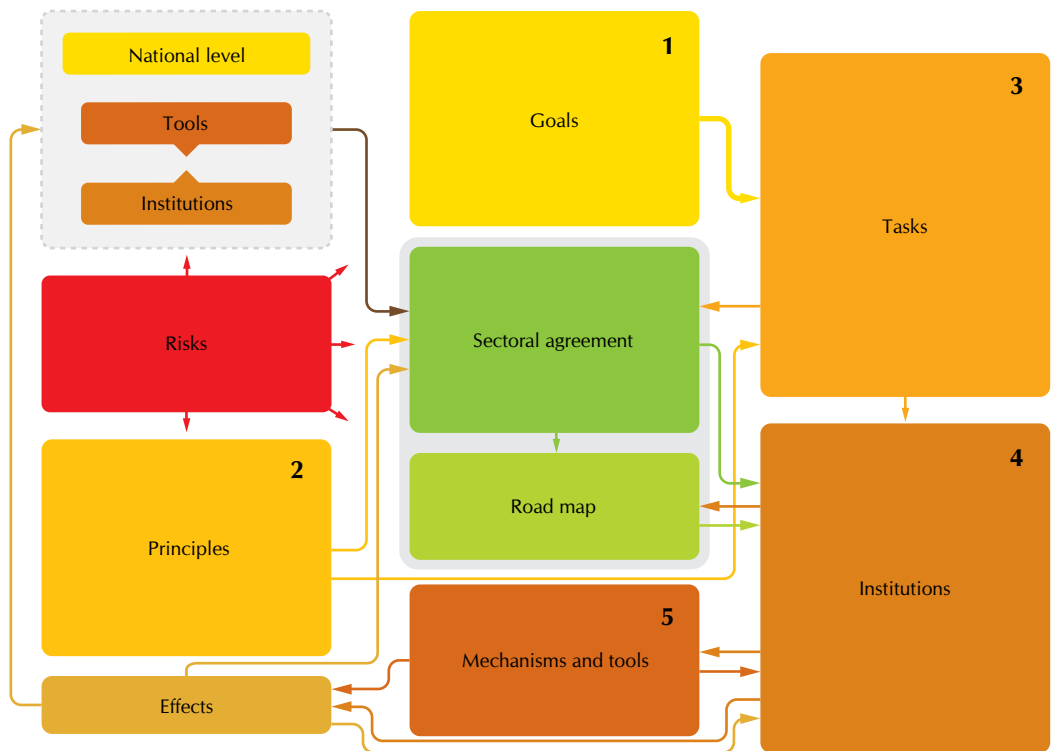 National level
Tools
Institutions
1
Goals
3
Tasks
Risks
Sectoral agreement
2
Principles
Road map
4
Institutions
5
Mechanisms and tools
Effects